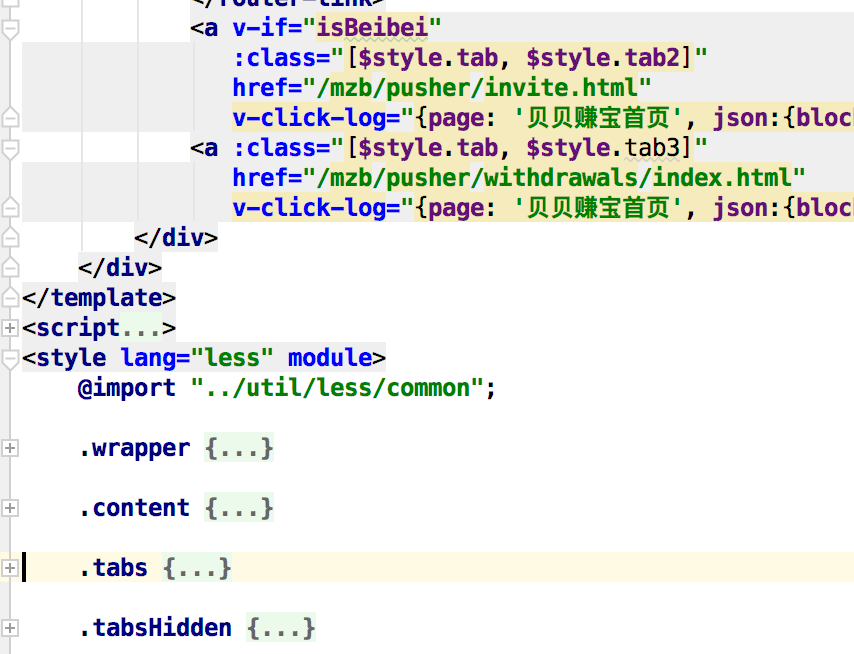 </router-link>
<a v-if="isBeibei"
:class="[$style.tab, $style.tab2]"
href="/mzb/pusher/invite.html"
v-click-log="{page: '贝贝赚宝首页', json:{bloc
<a :class="[$style.tab, $style.tab3]"
href="/mzb/pusher/withdrawals/index.html"
v-click-log="{page: '贝贝赚宝首页', json:{bloc
</div>
</div>
</template>
<script...>
<style lang="less" module>
@import "../util/less/common";
.wrapper {...}
.content {...}
.tabs {...}
.tabsHidden {...}